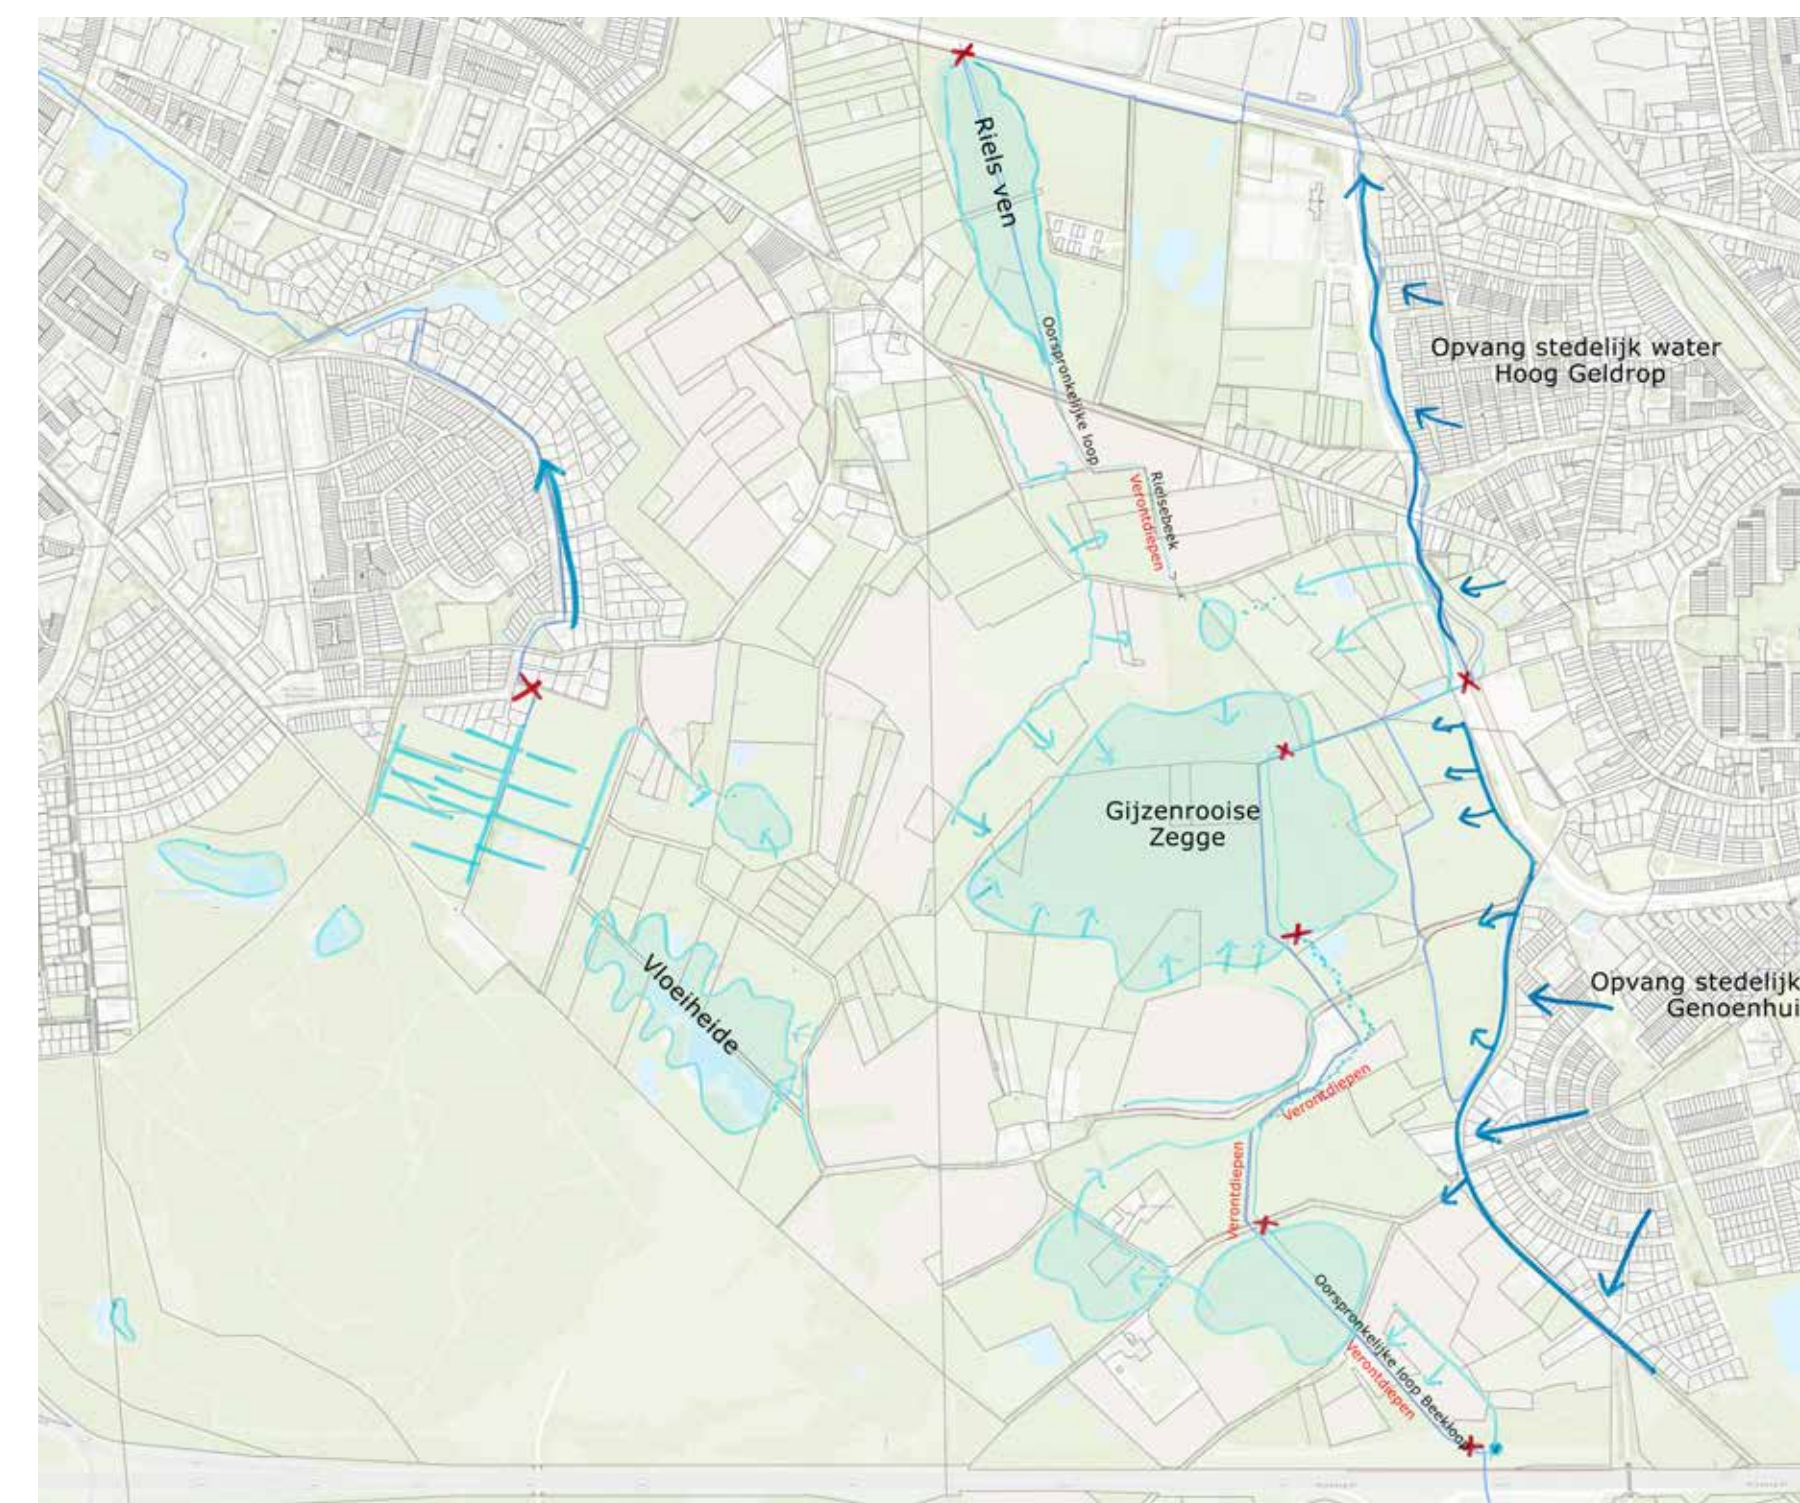 Riels ven
Oorspronkelijke loop
Opvang stedelijk water
Hoog Geldrop
Rielsebeek
Verontdiepen
Gijzenrooise
Zegge
Vloeiheide
Opvang stedelijk
Genoenhui
Verontdiepen
Verontdiepen
Oorspronkelijke loop Beekloop
Verontdiepen